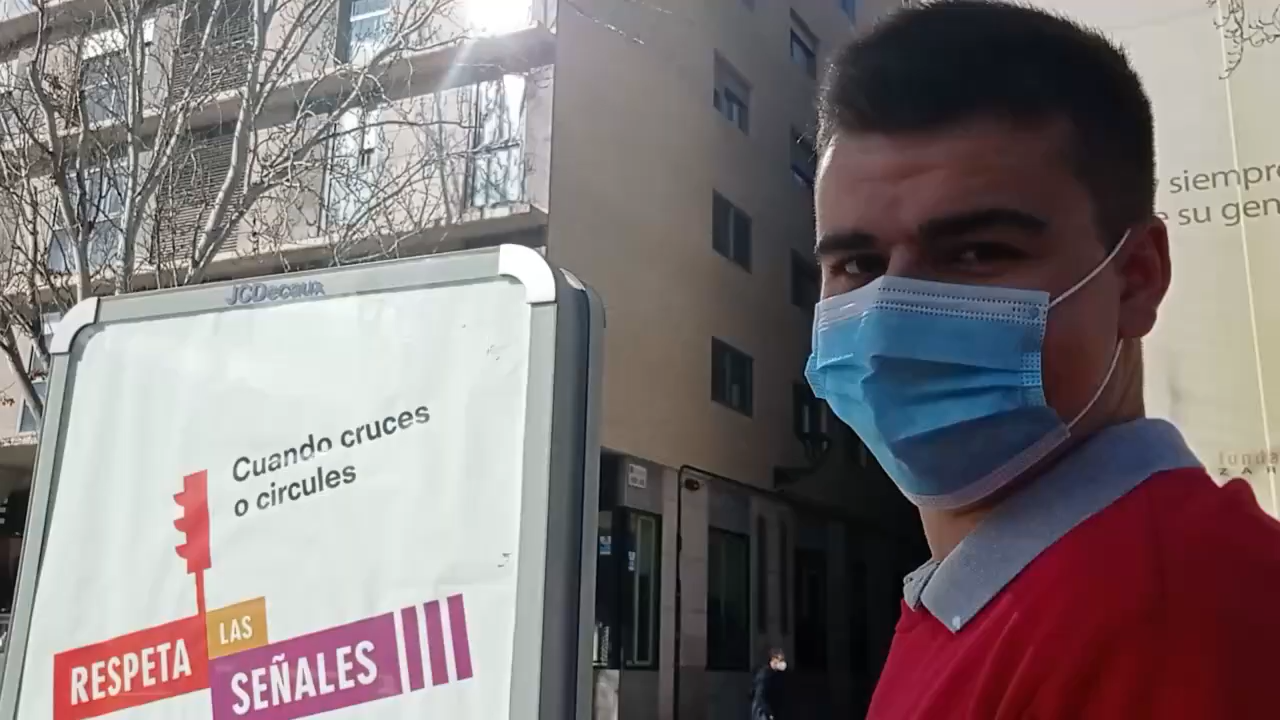 JCDecaux
Cuando cruces
o circules
RESPETA
LAS
SEÑALES
siempre
su gen